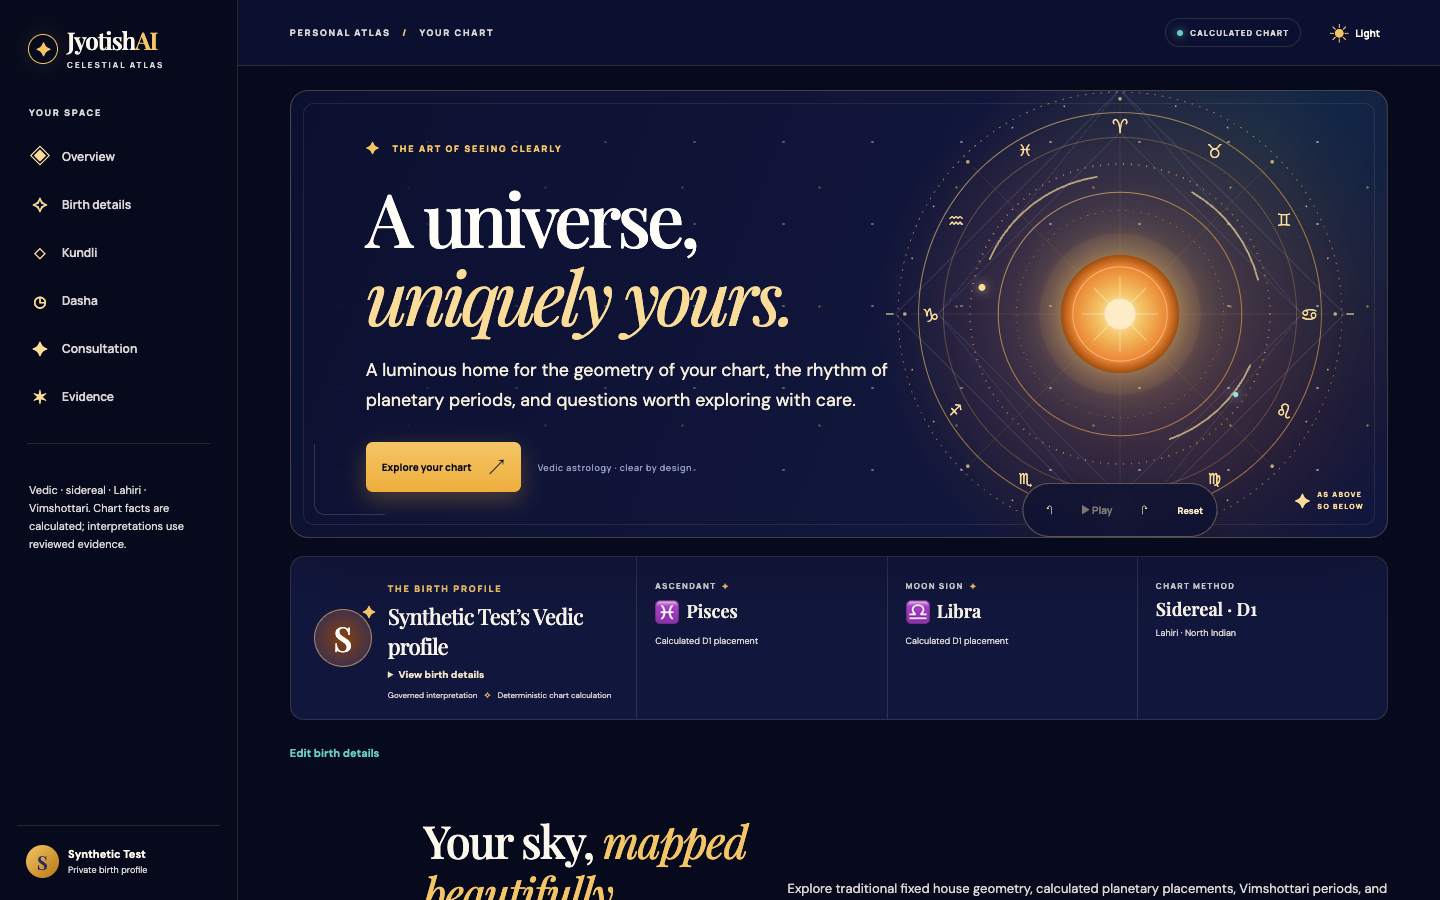 JyotishAI
CELESTIAL ATLAS
YOUR SPACE
Overview
Birth details
Kundli
Dasha
Consultation
Evidence
Vedic · sidereal · Lahiri ·
Vimshottari. Chart facts are
calculated; interpretations use
reviewed evidence.
S
Synthetic Test
Private birth profile
PERSONAL ATLAS / YOUR CHART
CALCULATED CHART
Light
THE ART OF SEEING CLEARLY
A universe,
uniquely yours.
A luminous home for the geometry of your chart, the rhythm of
planetary periods, and questions worth exploring with care.
Explore your chart
Vedic astrology · clear by design.
♈
♉
♊
♋
♌
♍
♏
♐
♑
♒
♓
Play
Reset
AS ABOVE
SO BELOW
S
THE BIRTH PROFILE
Synthetic Test’s Vedic
profile
View birth details
Governed interpretation ✧ Deterministic chart calculation
ASCENDANT
♓ Pisces
Calculated D1 placement
MOON SIGN
♎ Libra
Calculated D1 placement
CHART METHOD
Sidereal · D1
Lahiri · North Indian
Edit birth details
Your sky, mapped
beautifully
Explore traditional fixed house geometry, calculated planetary placements, Vimshottari periods, and